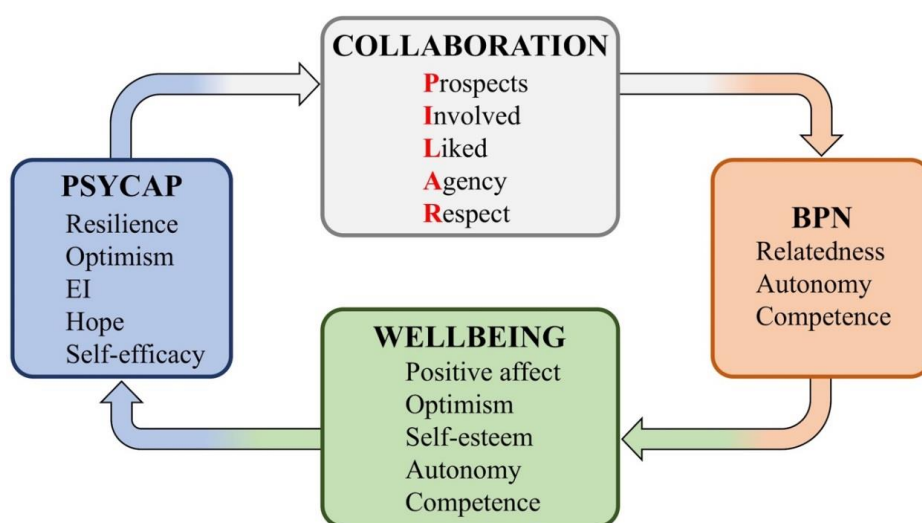 COLLABORATION
Prospects
Involved
Liked
Agency
Respect
PSYCAP
Resilience
Optimism
EI
Hope
Self-efficacy
BPN
Relatedness
Autonomy
Competence
WELLBEING
Positive affect
Optimism
Self-esteem
Autonomy
Competence